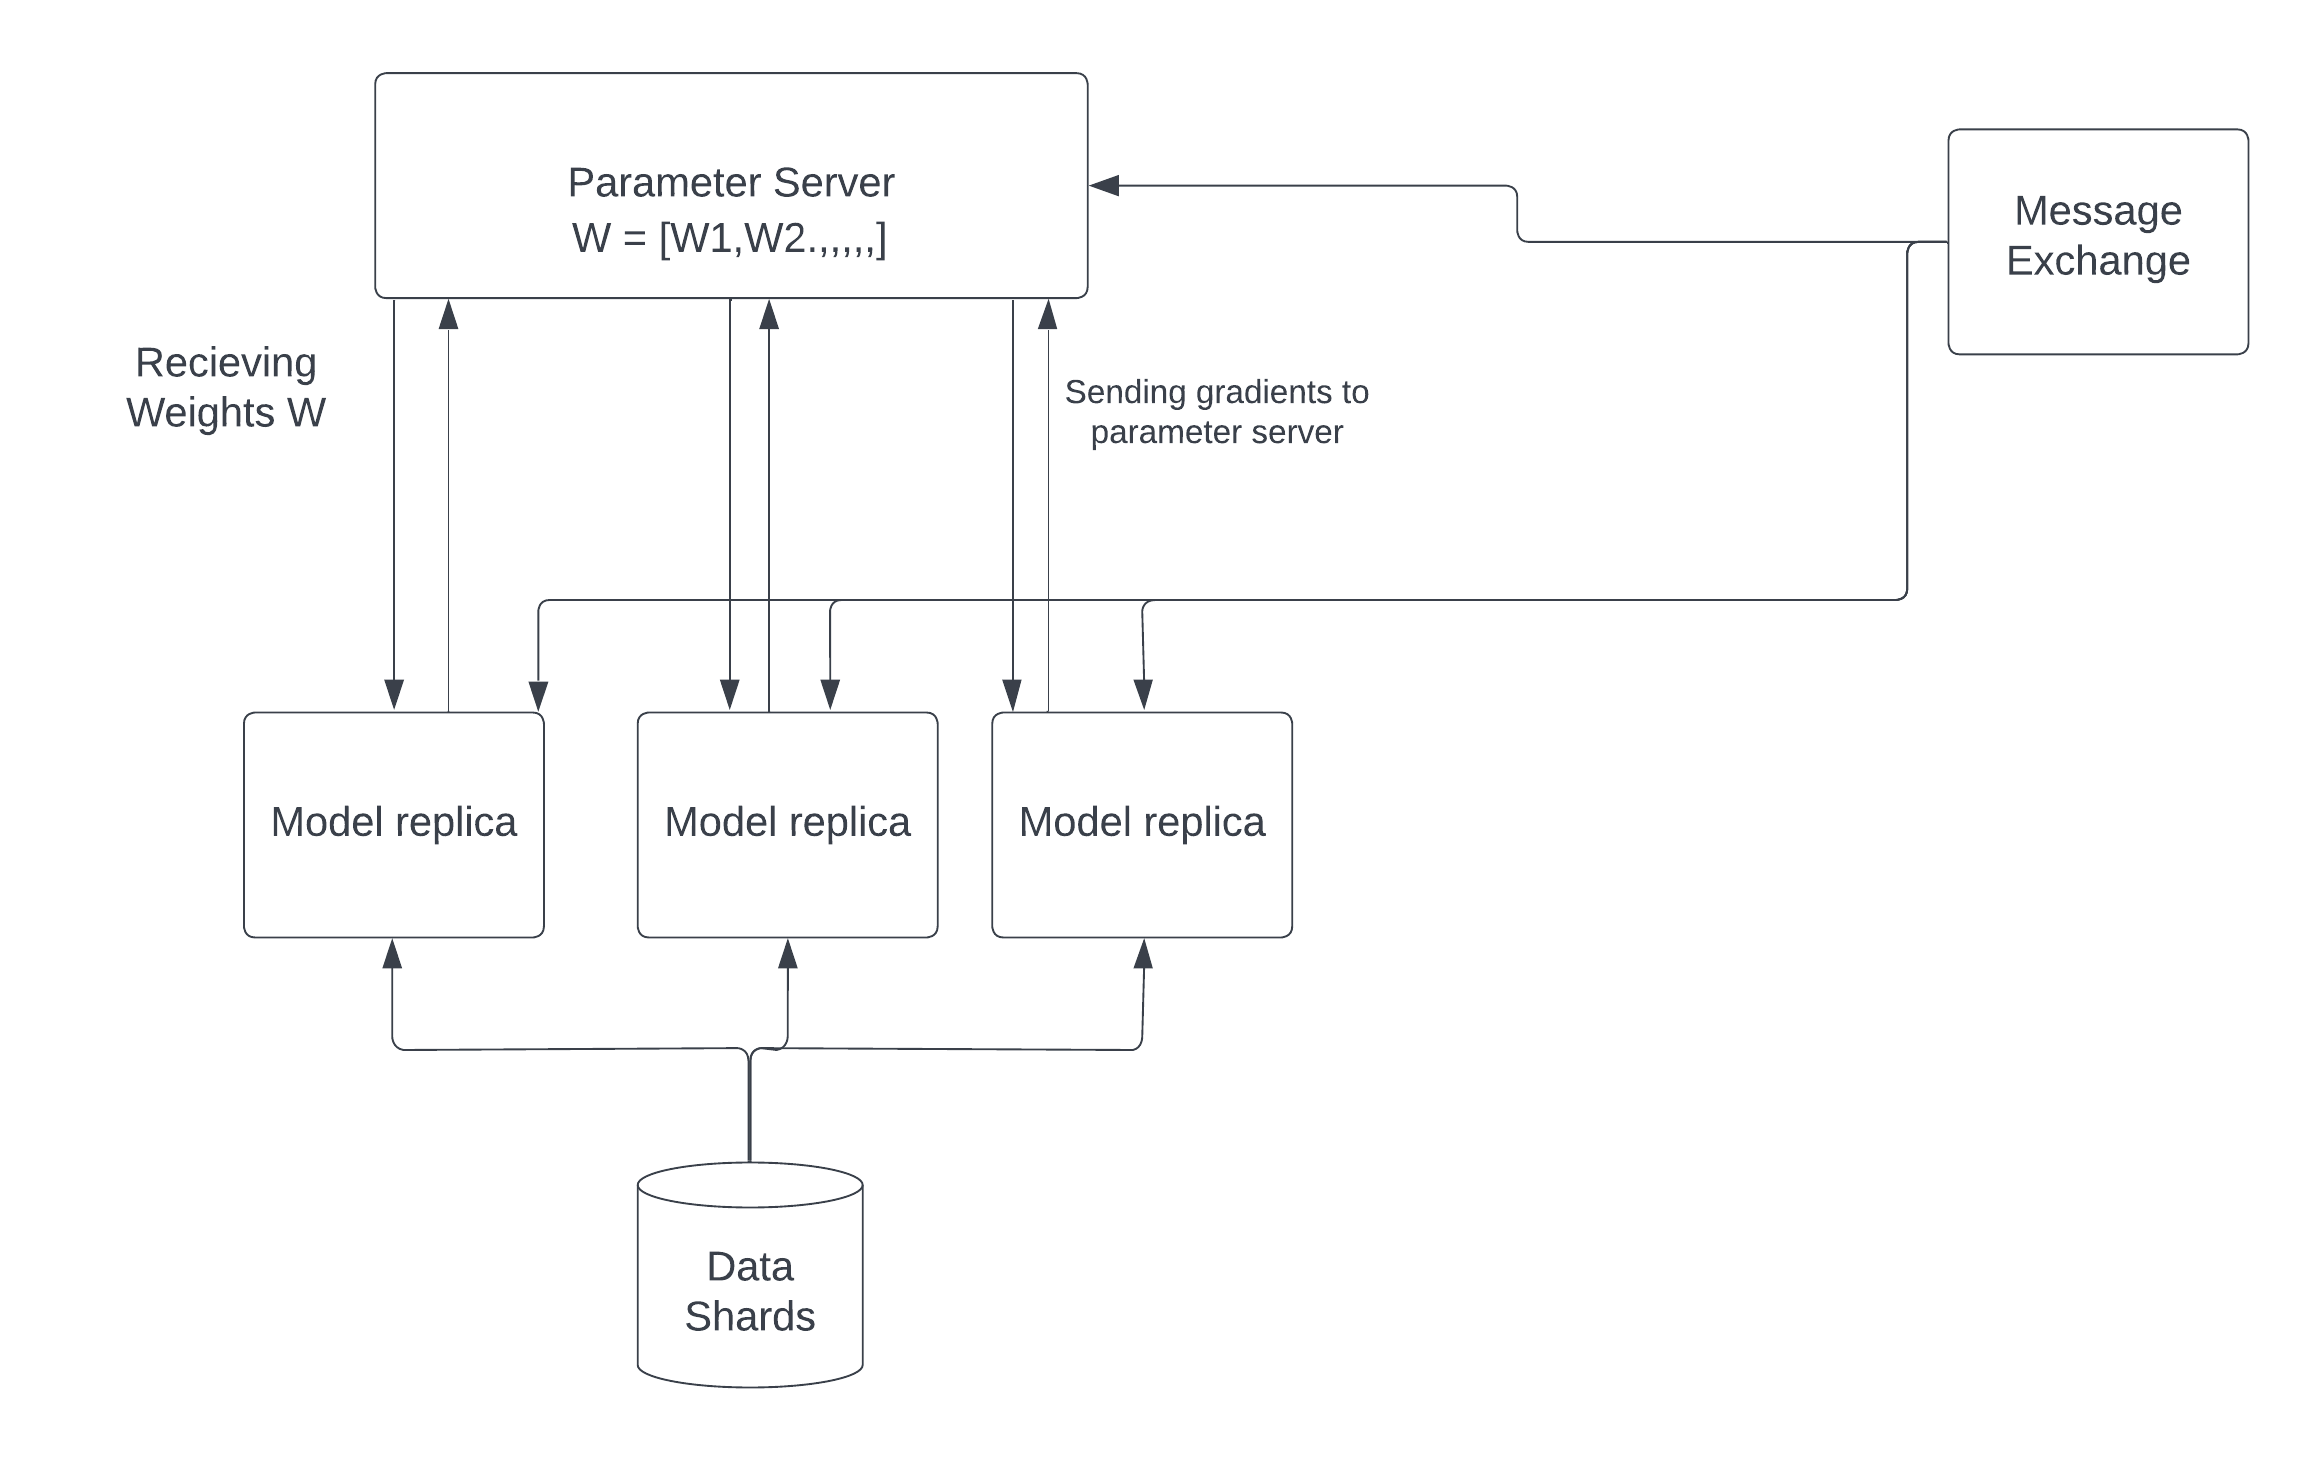 Parameter Server
W = [W1,W2.,,,,,]
Message
Exchange
Recieving
Weights W
Sending gradients to
parameter server
Model replica
Model replica
Model replica
Data
Shards